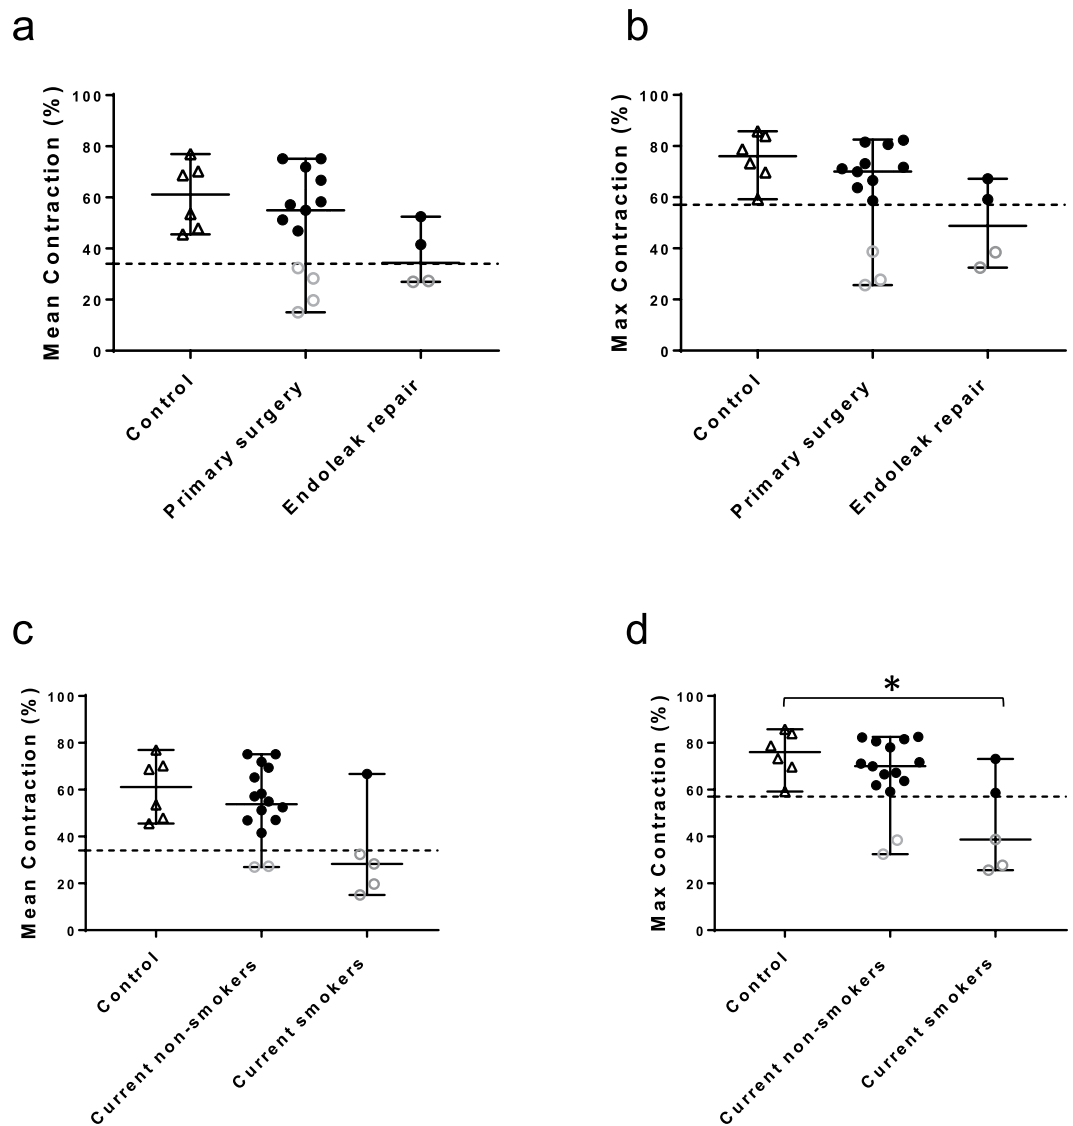 a
Mean Contraction (%)
100
80
60
40
20
0
Control
Primary surgery
Endoleak repair
b
Max Contraction (%)
100
80
60
40
20
0
Control
Primary surgery
Endoleak repair
c
Mean Contraction (%)
100
80
60
40
20
0
Control
Current non-smokers
Current smokers
d
Max Contraction (%)
100
80
60
40
20
0
*
Control
Current non-smokers
Current smokers